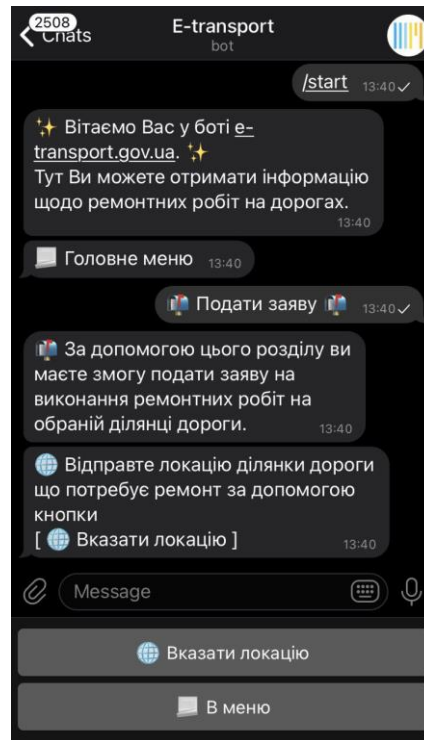 2508
Chats
E-transport
bot
/start 13:40
✨ Вітаємо Вас у боті e-
transport.gov.ua. ✨
Тут Ви можете отримати інформацію
щодо ремонтних робіт на дорогах.
13:40
Головне меню 13:40
📬 Подати заяву 📬 13:40
📬 За допомогою цього розділу ви
маєте змогу подати заяву на
виконання ремонтних робіт на
обраній ділянці дороги. 13:40
🌐 Відправте локацію ділянки дороги
що потребує ремонт за допомогою
кнопки
[ 🌐 Вказати локацію ] 13:40
Message
🌐 Вказати локацію
В меню